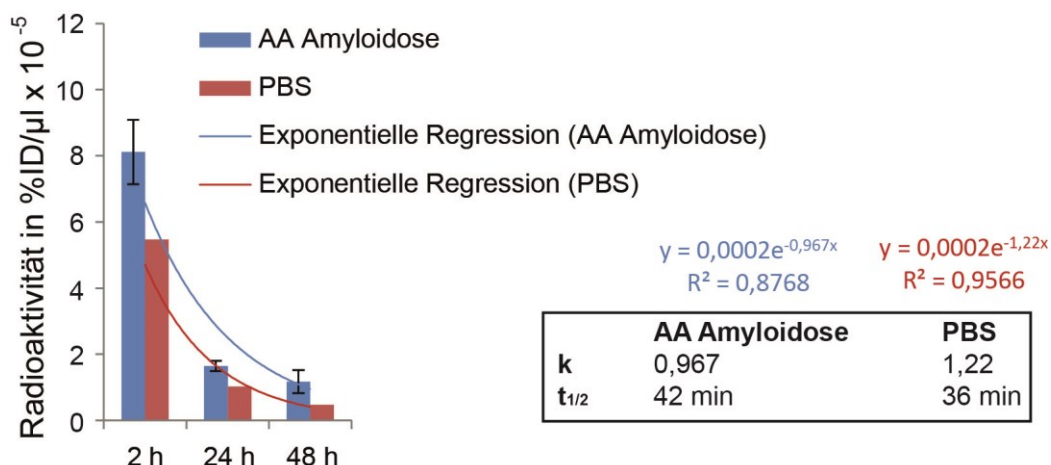 Radioaktivität in %ID/µl x 10⁻⁵
12
10
8
6
4
2
0
2 h 24 h 48 h
AA Amyloidose
PBS
Exponentielle Regression (AA Amyloidose)
Exponentielle Regression (PBS)
y = 0,0002e⁻⁰,⁹⁶⁷ˣ y = 0,0002e⁻¹,²²ˣ
R² = 0,8768 R² = 0,9566
AA Amyloidose PBS
k 0,967 1,22
t₁/₂ 42 min 36 min